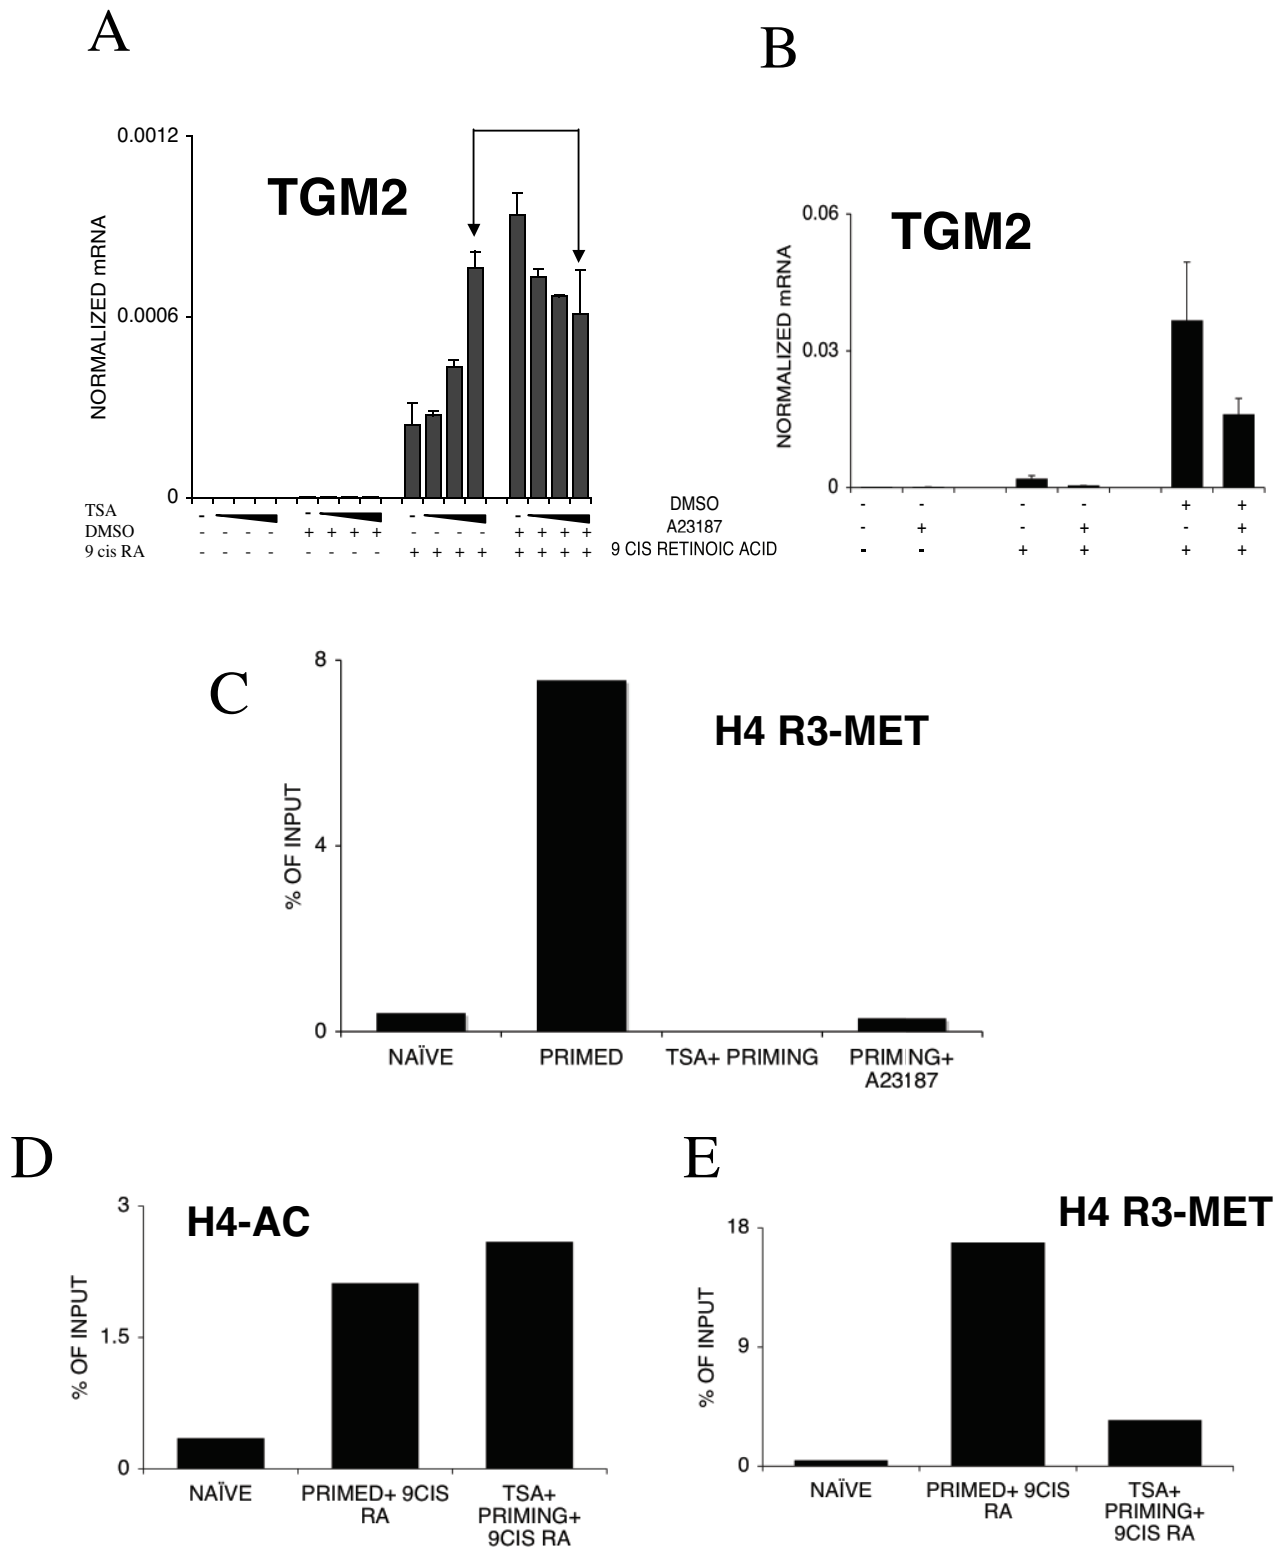 A
B
0.0012
TGM2
0.0006
0
NORMALIZED mRNA
TSA -
-
-
-
DMSO - - - - + + + + - - - - + + + +
9 cis RA - - - - - - - - + + + + + + + +
0.06
TGM2
0.03
0
NORMALIZED mRNA
DMSO - - - - + +
A23187 - + - + - +
9 CIS RETINOIC ACID - - + + + +
C
8
H4 R3-MET
4
0
% OF INPUT
NAÏVE PRIMED TSA+ PRIMING PRIMING+
A23187
D
3
H4-AC
1.5
0
% OF INPUT
NAÏVE PRIMED+ 9CIS TSA+
RA PRIMING+
9CIS RA
E
H4 R3-MET
18
9
0
% OF INPUT
NAÏVE PRIMED+ 9CIS TSA+
RA PRIMING+
9CIS RA